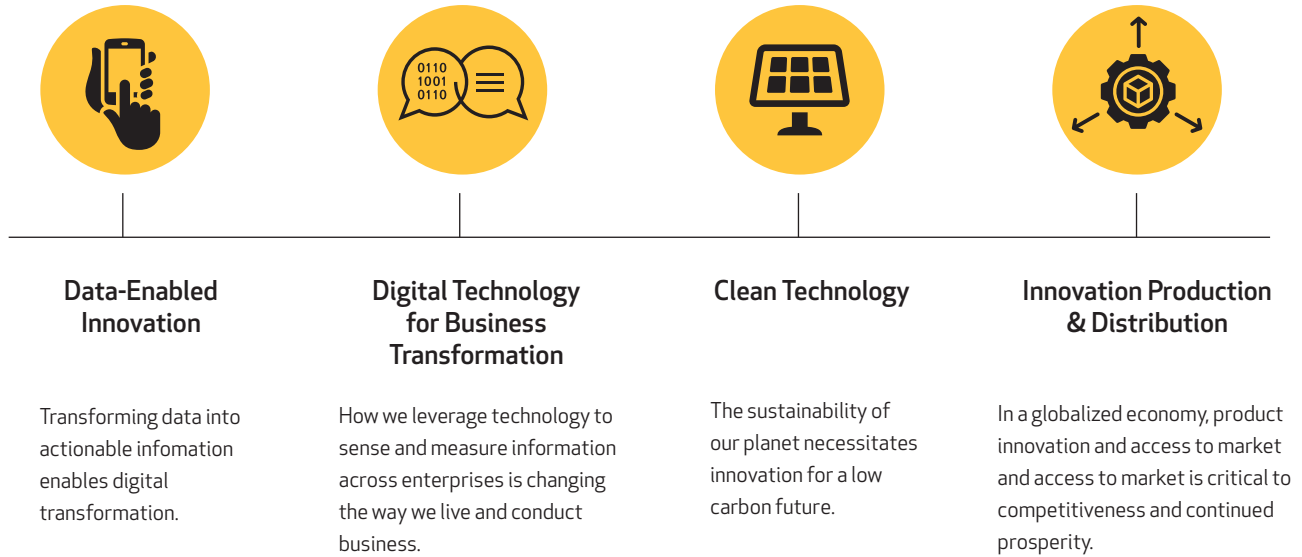 0110
1001
0110
Data-Enabled
Innovation
Transforming data into
actionable infomation
enables digital
transformation.
Digital Technology
for Business
Transformation
How we leverage technology to
sense and measure information
across enterprises is changing
the way we live and conduct
business.
Clean Technology
The sustainability of
our planet necessitates
innovation for a low
carbon future.
Innovation Production
& Distribution
In a globalized economy, product
innovation and access to market
and access to market is critical to
competitiveness and continued
prosperity.